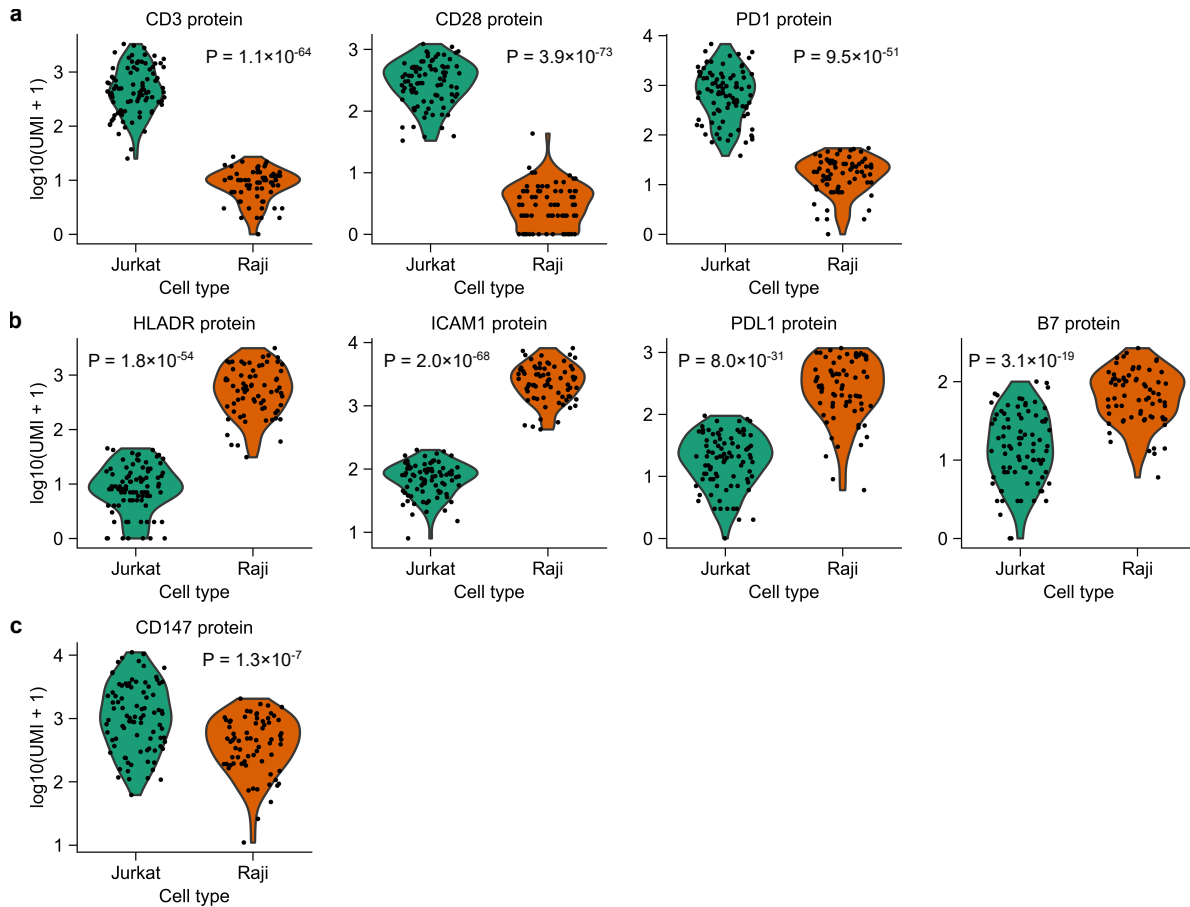 a
CD3 protein
CD28 protein
PD1 protein
P = 1.1×10-64
P = 3.9×10-73
P = 9.5×10-51
log10(UMI + 1)
3
2
1
0
3
2
1
0
4
3
2
1
0
Jurkat Raji
Jurkat Raji
Jurkat Raji
Cell type
Cell type
Cell type
b
HLADR protein
ICAM1 protein
PDL1 protein
B7 protein
P = 1.8×10-54
P = 2.0×10-68
P = 8.0×10-31
P = 3.1×10-19
log10(UMI + 1)
3
2
1
0
4
3
2
1
3
2
1
0
2
1
0
Jurkat Raji
Jurkat Raji
Jurkat Raji
Jurkat Raji
Cell type
Cell type
Cell type
Cell type
c
CD147 protein
P = 1.3×10-7
log10(UMI + 1)
4
3
2
1
Jurkat Raji
Cell type